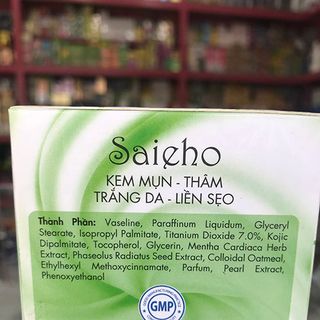 Saieho
KEM MỤN - THÂM
TRẮNG DA - LIỀN SẸO
Thành Phần: Vaseline, Paraffinum Liquidum, Glyceryl
Stearate, Isopropyl Palmitate, Titanium Dioxide 7.0%, Kojic
Dipalmitate, Tocopherol, Glycerin, Mentha Cardiaca Herb
Extract, Phaseolus Radiatus Seed Extract, Colloidal Oatmeal,
Ethylhexyl Methoxycinnamate, Parfum, Pearl Extract,
Phenoxyethanol
GMP